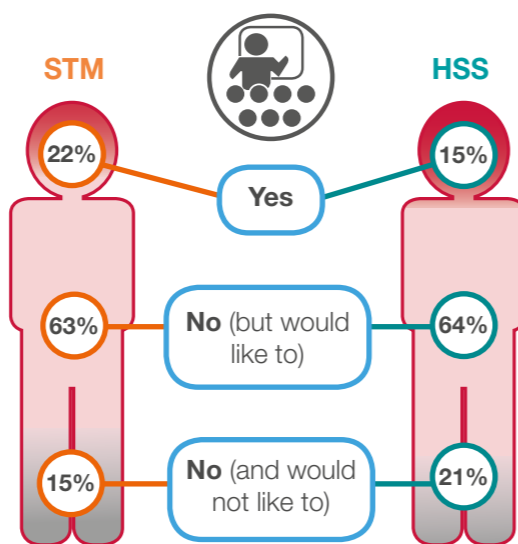 STM
HSS
22%
Yes
15%
63%
No (but would
like to)
64%
15%
No (and would
not like to)
21%